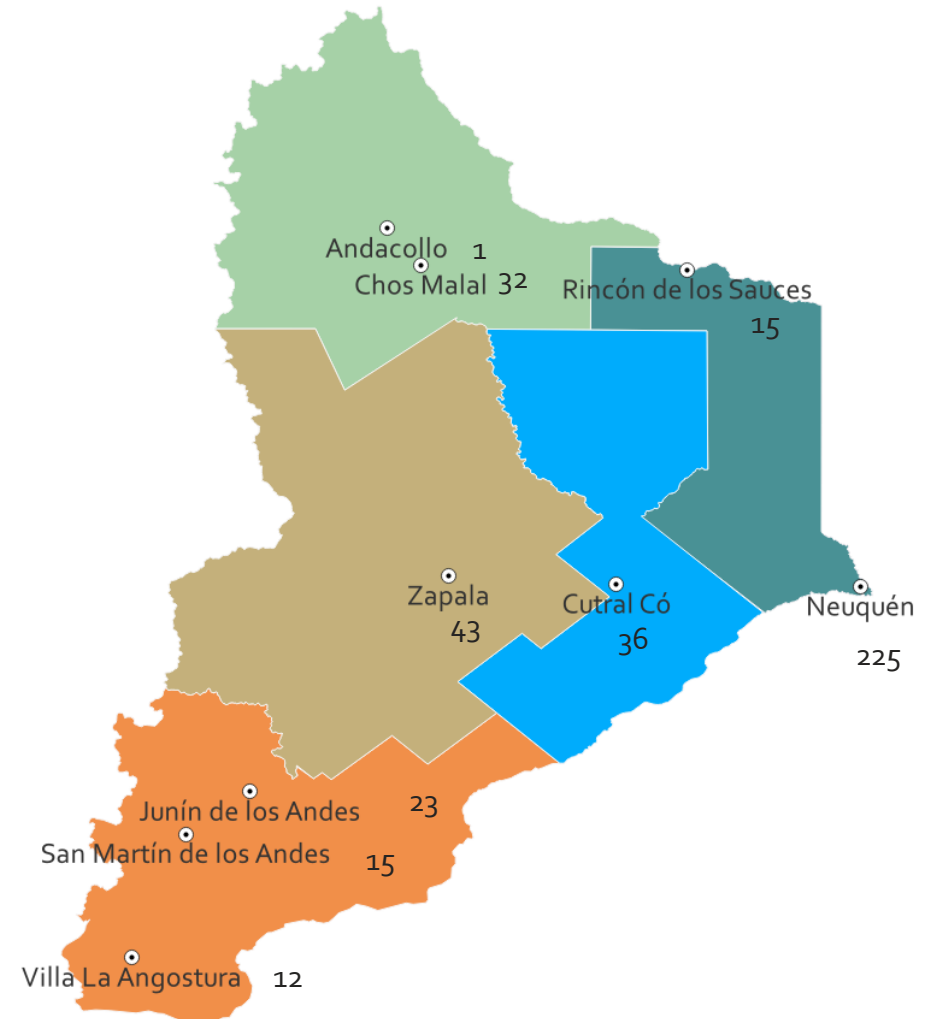 Andacollo 1
Chos Malal 32
Rincón de los Sauces
15
Zapala
43
Cutral Có
36
Neuquén
225
Junín de los Andes 23
San Martín de los Andes 15
Villa La Angostura 12